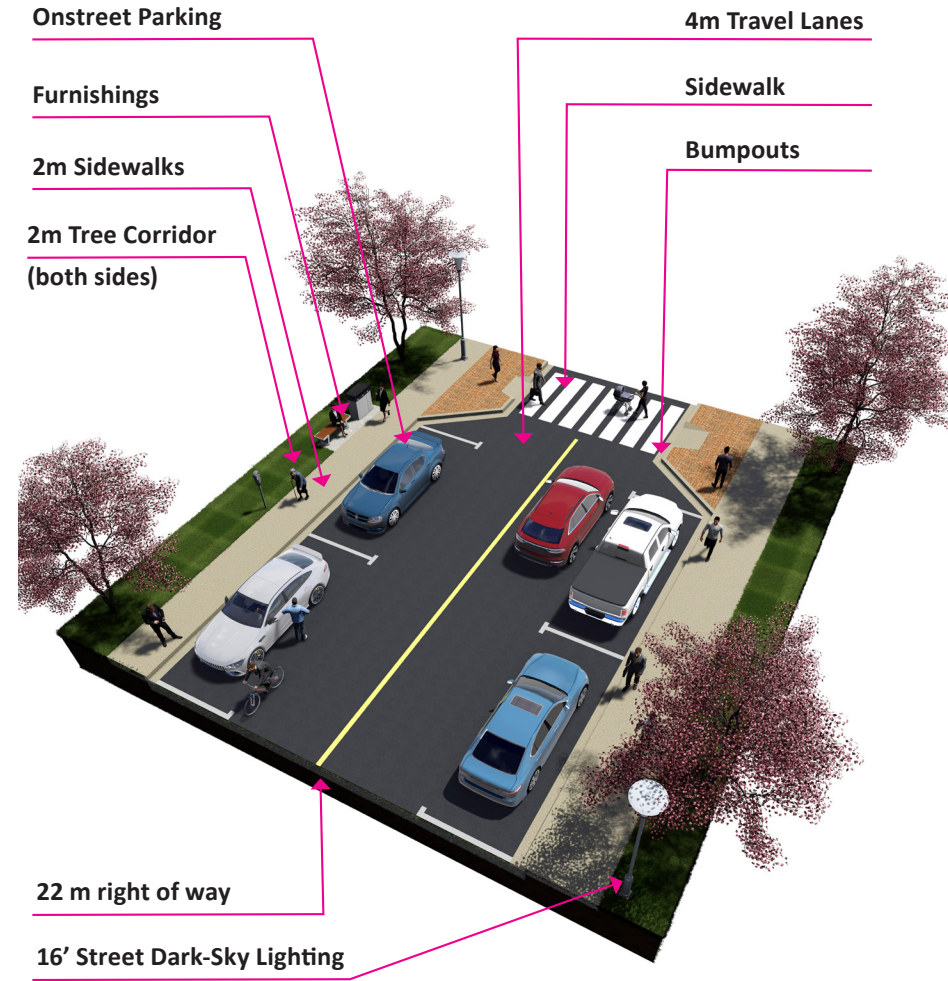 Onstreet Parking
4m Travel Lanes
Furnishings
Sidewalk
2m Sidewalks
Bumpouts
2m Tree Corridor
(both sides)
22 m right of way
16’ Street Dark-Sky Lighting